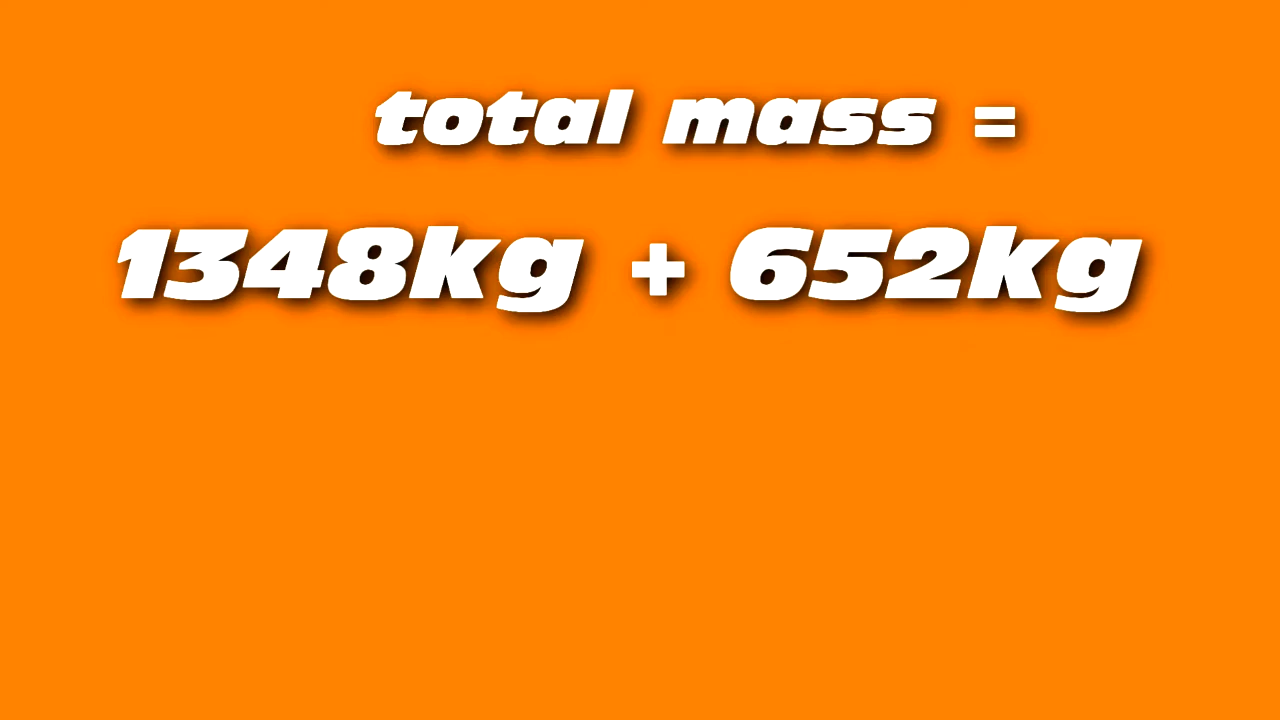 total mass =
1348kg + 652kg